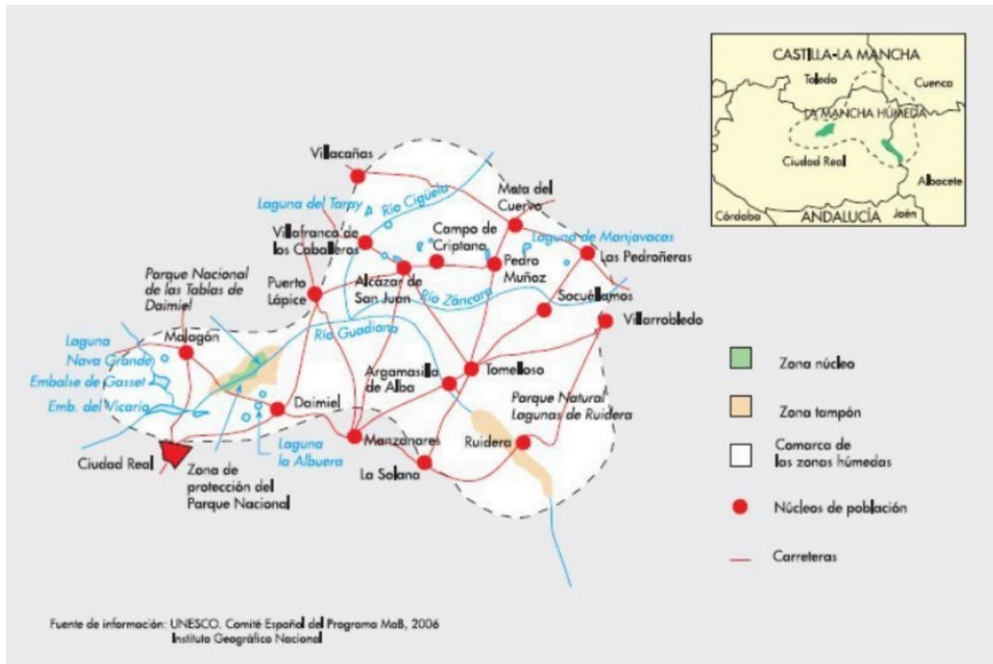 CASTILLA-LA MANCHA
Toledo
Cuenca
LA MANCHA HÚMEDA
Ciudad Real
Albacete
Córdoba
ANDALUCÍA
Jaén
Villacañas
Laguna del Tarpy
Río Cigüela
Mata del
Cuervo
Villafranca de
los Caballeros
Campo de
Criptana
Laguna de Manjavacas
Las Pedroñeras
Parque Nacional
de las Tablas de
Daimiel
Puerto
Lápice
Alcázar de
San Juan
Pedro
Muñoz
Río Záncara
Socuéllamos
Villarrobledo
Río Guadiana
Laguna
Nava Grande
Malagón
Embalse de Gasset
Emb. del Vicario
Argamasilla
de Alba
Tomelloso
Daimiel
Parque Natural
Lagunas de Ruidera
Ciudad Real
Zona de
protección del
Parque Nacional
Laguna
la Albuera
Manzanares
La Solana
Ruidera
Zona núcleo
Zona tampón
Comarca de
las zonas húmedas
Núcleos de población
Carreteras
Fuente de información: UNESCO. Comité Español del Programa MaB, 2006
Instituto Geográfico Nacional